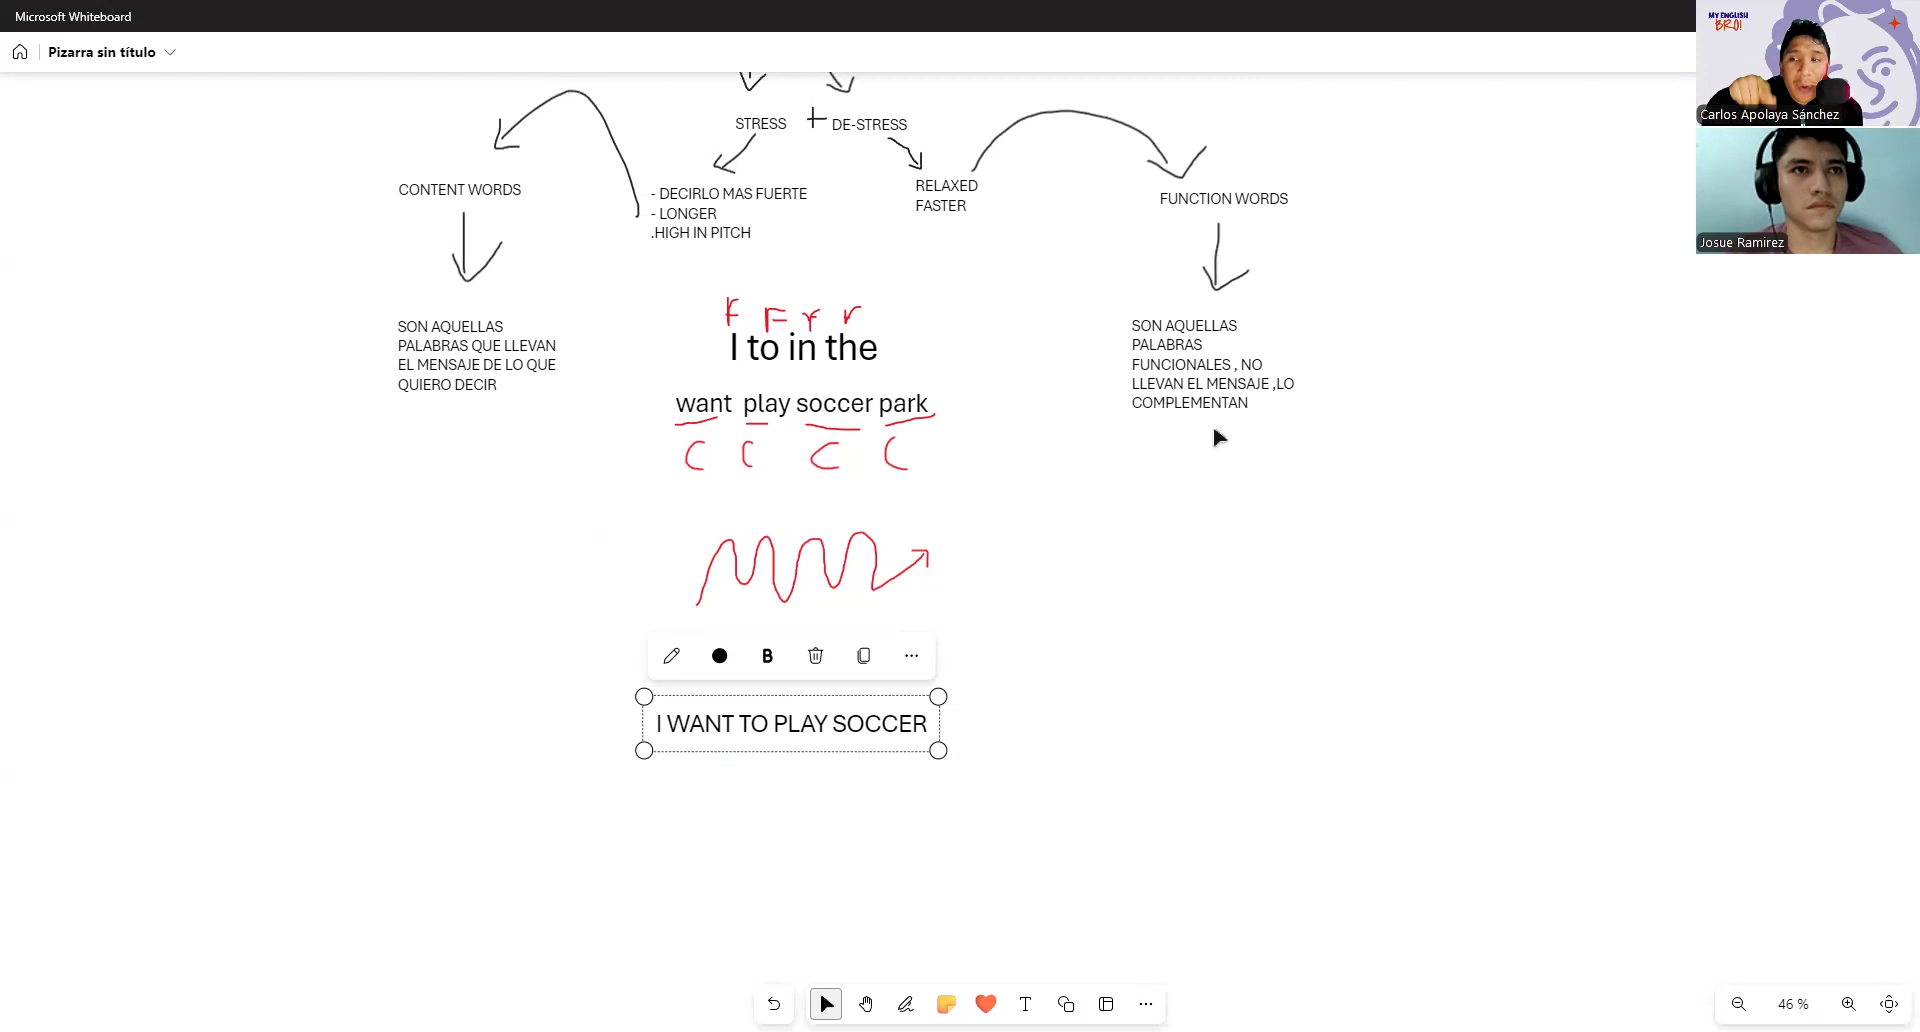 Microsoft Whiteboard
Pizarra sin título
MY ENGLISH
BRO!
Carlos Apolaya Sánchez
Josue Ramirez
STRESS + DE-STRESS
CONTENT WORDS
- DECIRLO MAS FUERTE
- LONGER
.HIGH IN PITCH
RELAXED
FASTER
FUNCTION WORDS
SON AQUELLAS
PALABRAS QUE LLEVAN
EL MENSAJE DE LO QUE
QUIERO DECIR
F F r r
I to in the
want play soccer park
C C C C
SON AQUELLAS
PALABRAS
FUNCIONALES , NO
LLEVAN EL MENSAJE ,LO
COMPLEMENTAN
B
I WANT TO PLAY SOCCER
T
46 %